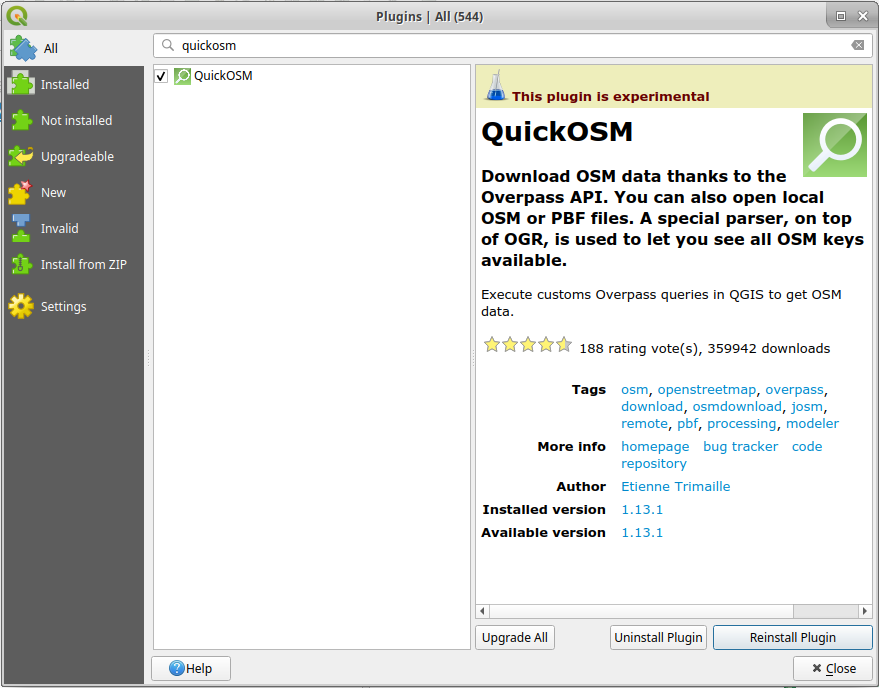 Plugins | All (544)
All
quickosm
Installed
Not installed
Upgradeable
New
Invalid
Install from ZIP
Settings
QuickOSM
This plugin is experimental
QuickOSM
Download OSM data thanks to the
Overpass API. You can also open local
OSM or PBF files. A special parser, on top
of OGR, is used to let you see all OSM keys
available.
Execute customs Overpass queries in QGIS to get OSM
data.
188 rating vote(s), 359942 downloads
Tags osm, openstreetmap, overpass,
download, osmdownload, josm,
remote, pbf, processing, modeler
More info homepage bug tracker code
repository
Author Etienne Trimaille
Installed version 1.13.1
Available version 1.13.1
Upgrade All Uninstall Plugin Reinstall Plugin
Help Close